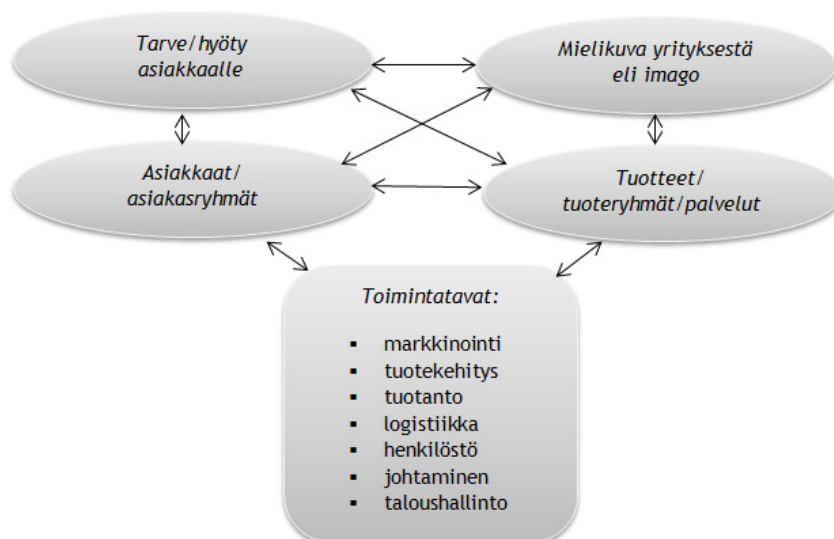 Tarve/hyöty
asiakkaalle
Mielikuva yrityksestä
eli imago
Asiakkaat/
asiakasryhmät
Tuotteet/
tuoteryhmät/palvelut
Toimintatavat:
▪ markkinointi
▪ tuotekehitys
▪ tuotanto
▪ logistiikka
▪ henkilöstö
▪ johtaminen
▪ taloushallinto